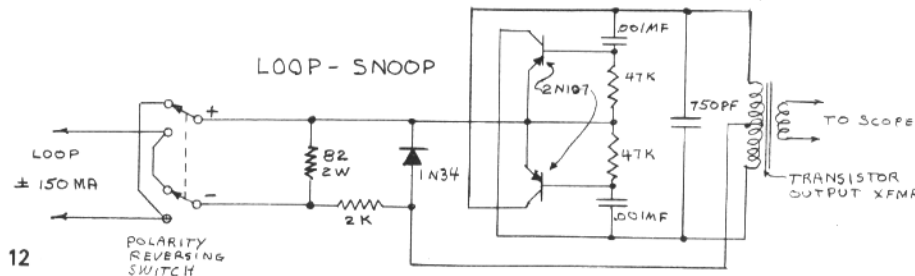 LOOP - SNOOP
.001MF
47K
2N107
750PF
47K
.001MF
TO SCOPE
TRANSISTOR
OUTPUT XFMR
+
82
2W
1N34
LOOP
± 150 MA
-
2K
POLARITY
REVERSING
SWITCH
12